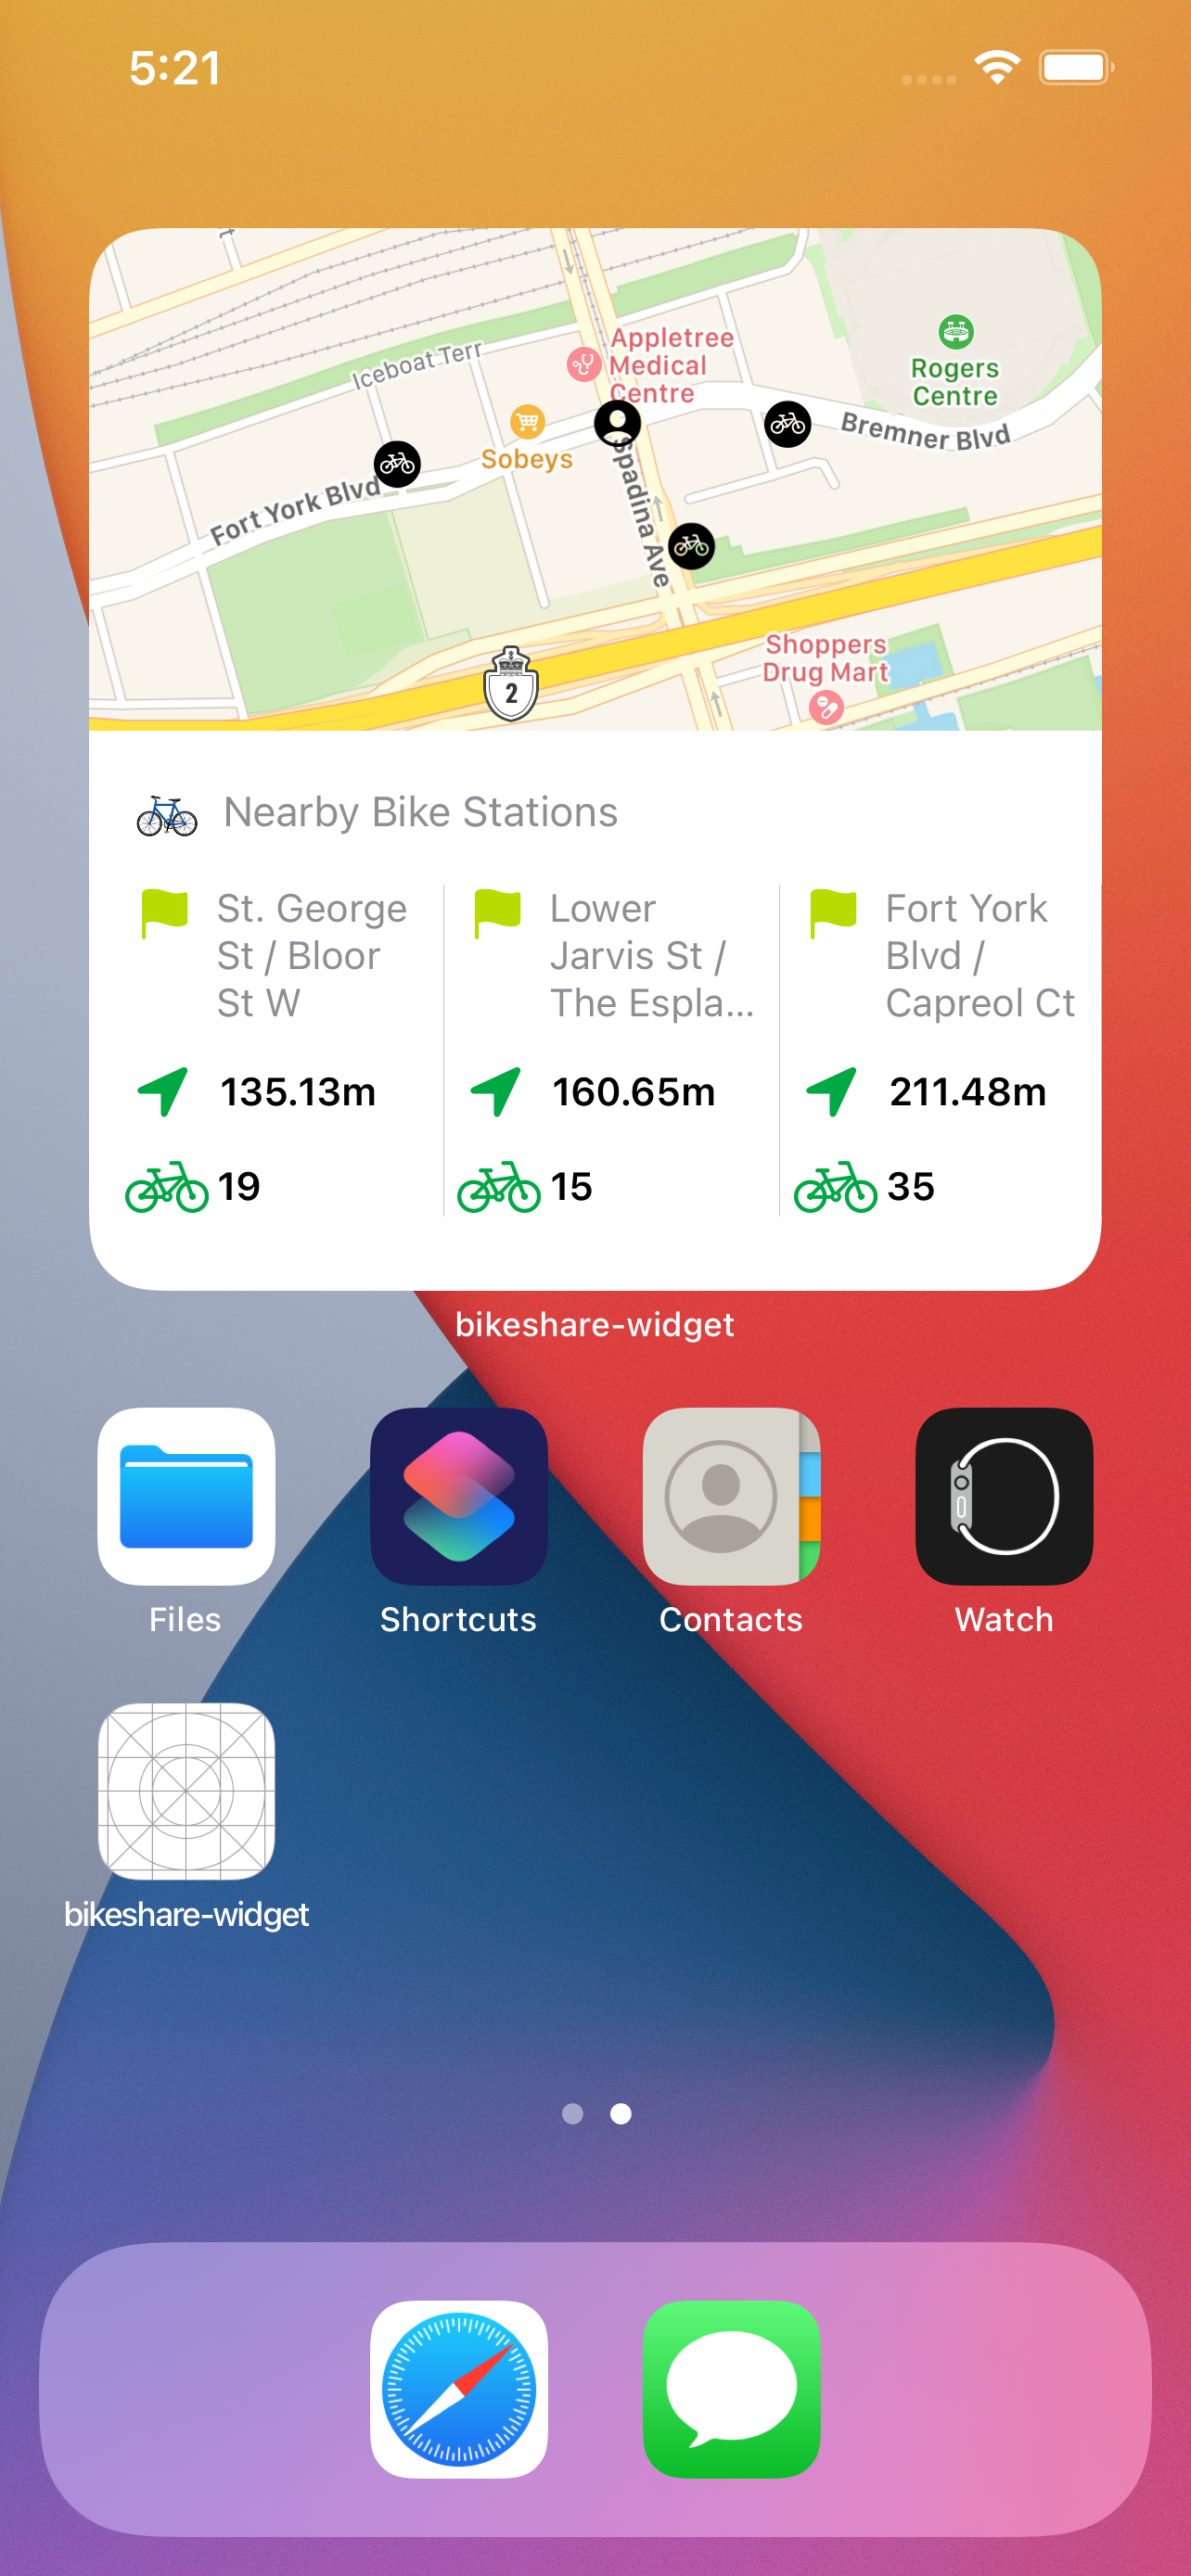 5:21
Iceboat Terr
Appletree
Medical
Centre
Rogers
Centre
Sobeys
Bremner Blvd
Fort York Blvd
Spadina Ave
Shoppers
Drug Mart
2
Nearby Bike Stations
St. George
St / Bloor
St W
Lower
Jarvis St /
The Espla...
Fort York
Blvd /
Capreol Ct
135.13m
160.65m
211.48m
19
15
35
bikeshare-widget
Files
Shortcuts
Contacts
Watch
bikeshare-widget